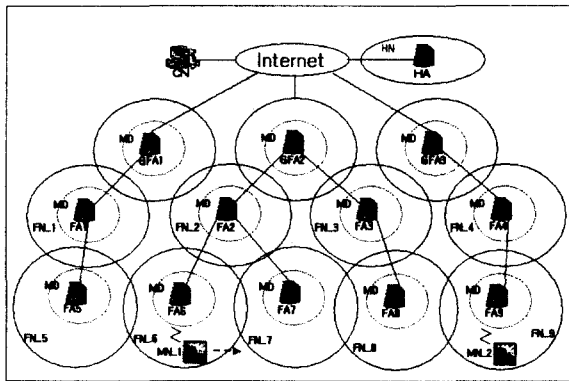 CN
Internet
HN
HA
MD
GFA1
MD
GFA2
MD
GFA3
MD
FA1
FN_1
MD
FA2
FN_2
MD
FA3
FN_3
MD
FA4
FN_4
MD
FA5
FN_5
MD
FA6
FN_6
MN_1
MD
FA7
FN_7
MD
FA8
FN_8
MD
FA9
FN_9
MN_2